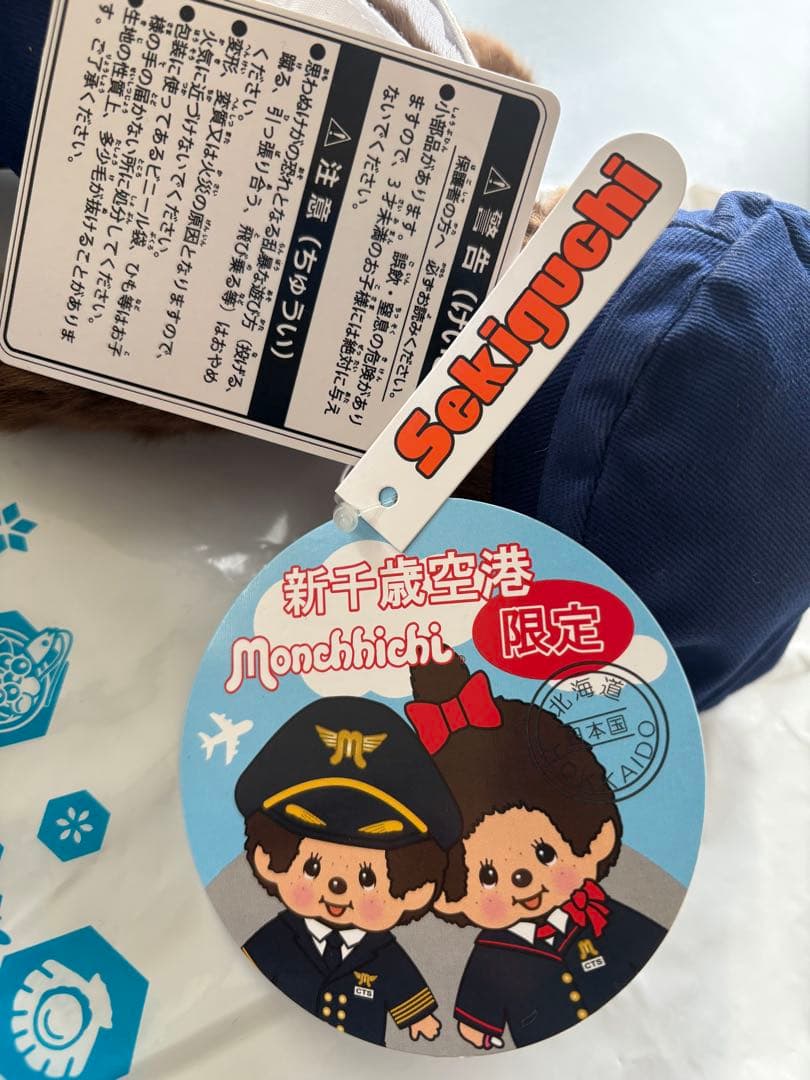 ⚠ 警告 (けい
保護者の方へ 必ずお読みください。
●小部品があります。誤飲・窒息の危険があり
ますので、3才未満のお子様には絶対に与え
ないでください。
⚠ 注意 (ちゅうい)
●思わぬけがの恐れとなる乱暴な遊び方(投げる、
蹴る、引っ張り合う、飛び乗る等)はおやめ
ください。
●変形、変質又は火災の原因となりますので、
火気に近づけないでください。
●包装に使ってあるビニール袋、ひも等はお子
様の手の届かない所に処分してください。
●生地の性質上、多少毛が抜けることがありま
す。ご了承ください。
Sekiguchi
新千歳空港
限定
Monchhichi
北海道
日本国
HOKKAIDO
M
CTS
M
CTS